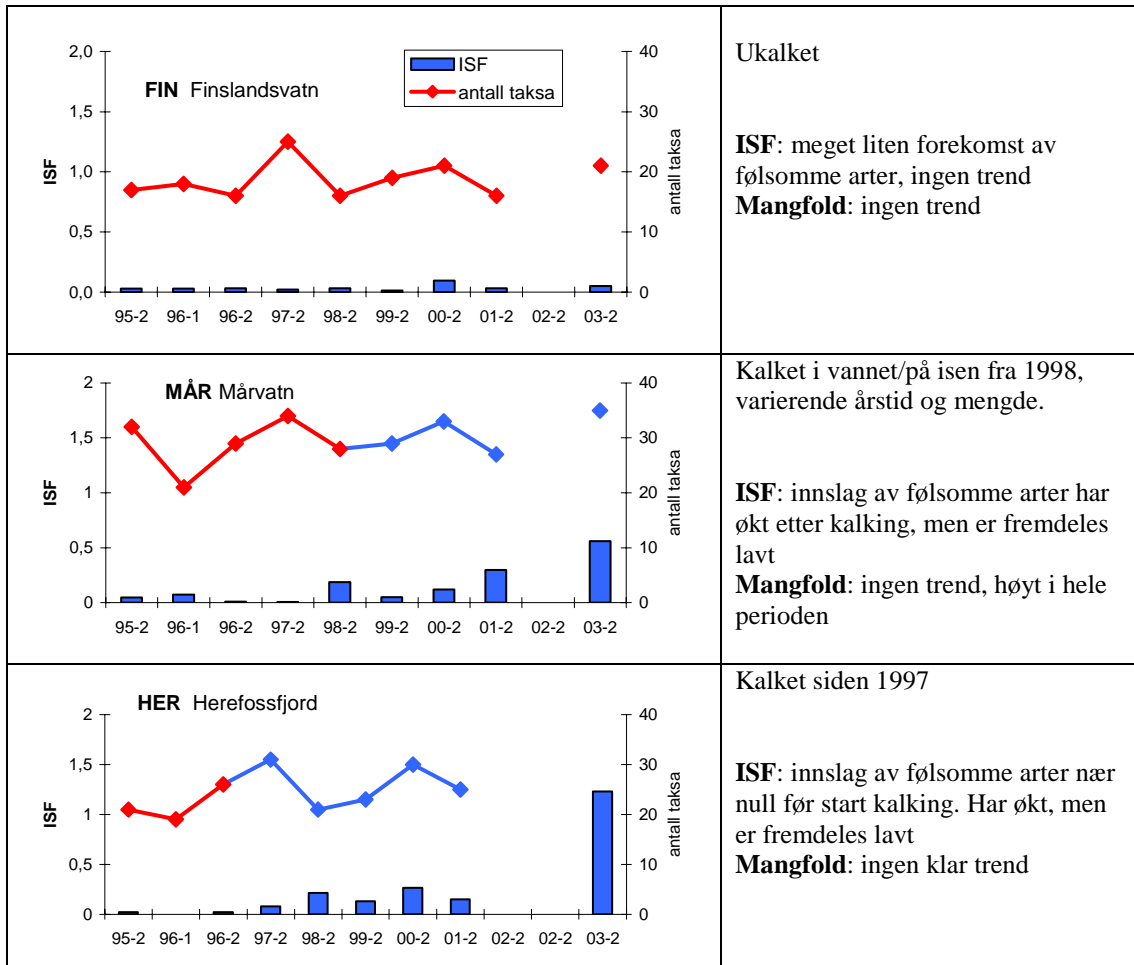 2,0
1,5
1,0
0,5
0,0
ISF
FIN Finslandsvatn
ISF
antall taksa
40
30
20
10
0
antall taksa
95-2 96-1 96-2 97-2 98-2 99-2 00-2 01-2 02-2 03-2
Ukalket
ISF: meget liten forekomst av
følsomme arter, ingen trend
Mangfold: ingen trend
2
1,5
1
0,5
0
ISF
MÅR Mårvatn
40
30
20
10
0
antall taksa
95-2 96-1 96-2 97-2 98-2 99-2 00-2 01-2 02-2 03-2
Kalket i vannet/på isen fra 1998,
varierende årstid og mengde.
ISF: innslag av følsomme arter har
økt etter kalking, men er fremdeles
lavt
Mangfold: ingen trend, høyt i hele
perioden
2
1,5
1
0,5
0
ISF
HER Herefossfjord
40
30
20
10
0
antall taksa
95-2 96-1 96-2 97-2 98-2 99-2 00-2 01-2 02-2 02-2 03-2
Kalket siden 1997
ISF: innslag av følsomme arter nær
null før start kalking. Har økt, men
er fremdeles lavt
Mangfold: ingen klar trend